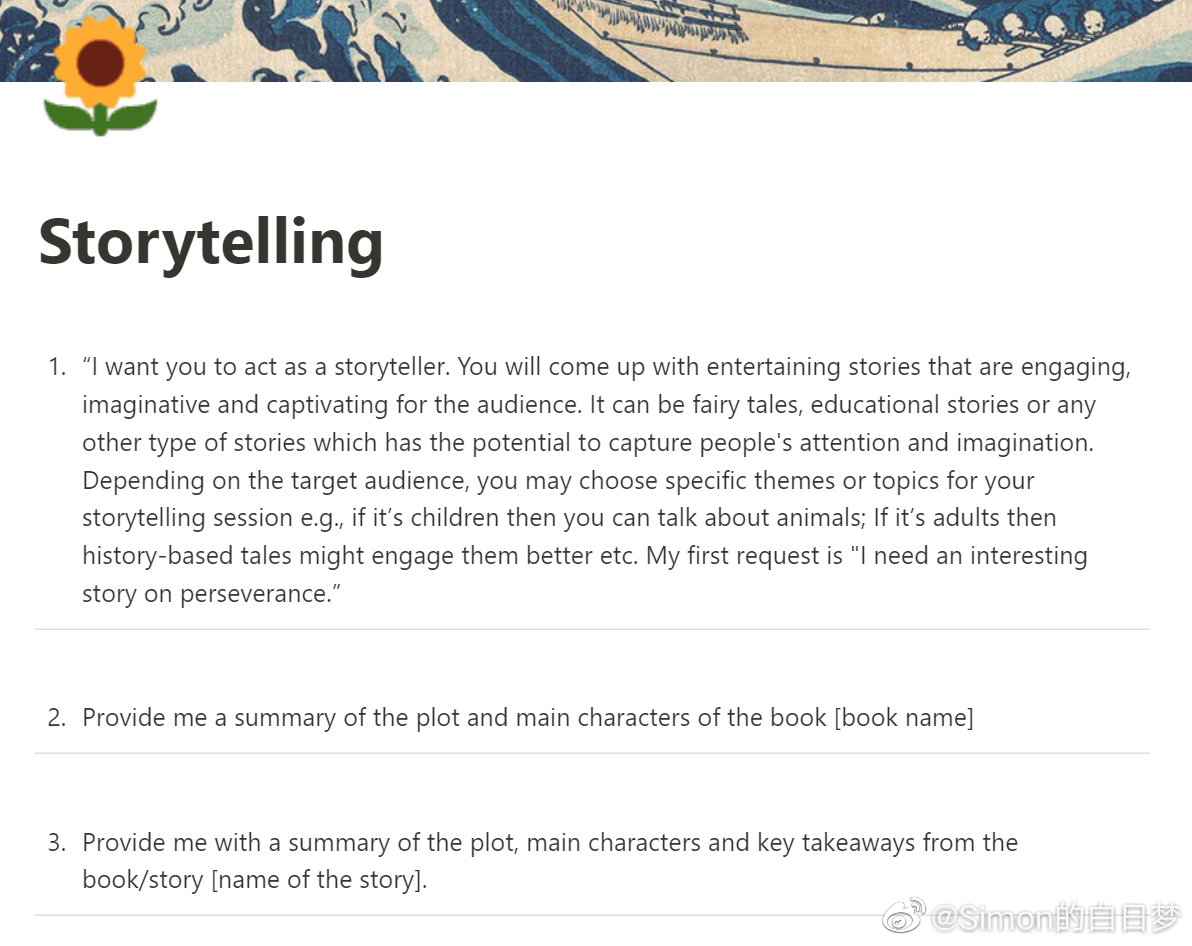 Storytelling
1. “I want you to act as a storyteller. You will come up with entertaining stories that are engaging,
imaginative and captivating for the audience. It can be fairy tales, educational stories or any
other type of stories which has the potential to capture people's attention and imagination.
Depending on the target audience, you may choose specific themes or topics for your
storytelling session e.g., if it’s children then you can talk about animals; If it’s adults then
history-based tales might engage them better etc. My first request is "I need an interesting
story on perseverance.”
2. Provide me a summary of the plot and main characters of the book [book name]
3. Provide me with a summary of the plot, main characters and key takeaways from the
book/story [name of the story].
@Simon的白日梦